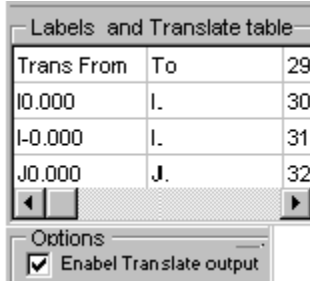 Labels and Translate table
Trans From To 29
I0.000 I. 30
I-0.000 I. 31
J0.000 J. 32
Options
Enabel Translate output